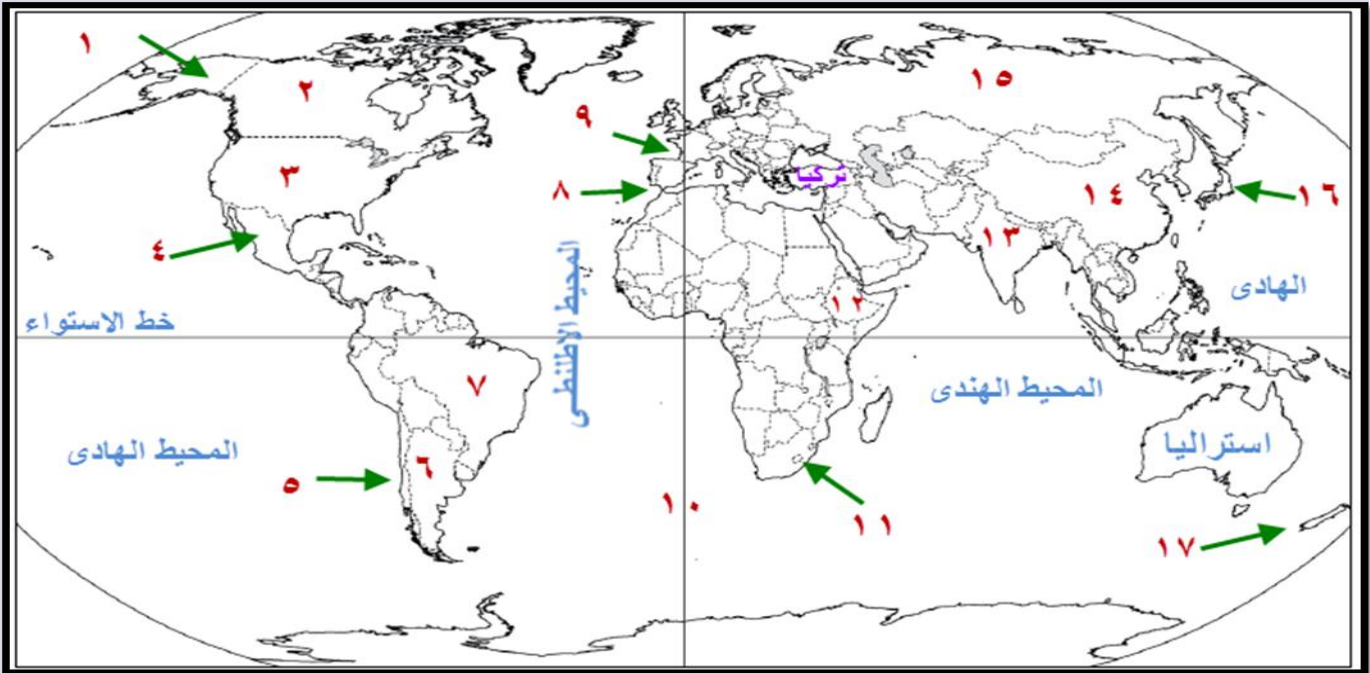 ١
٢
١٥
٩
تركيا
٣
٨
١٤
١٦
٤
١٣
المحيط الاطلنطى
الهادى
١٢
خط الاستواء
٧
المحيط الهندى
المحيط الهادى
٦
استراليا
٥
١٠
١١
١٧